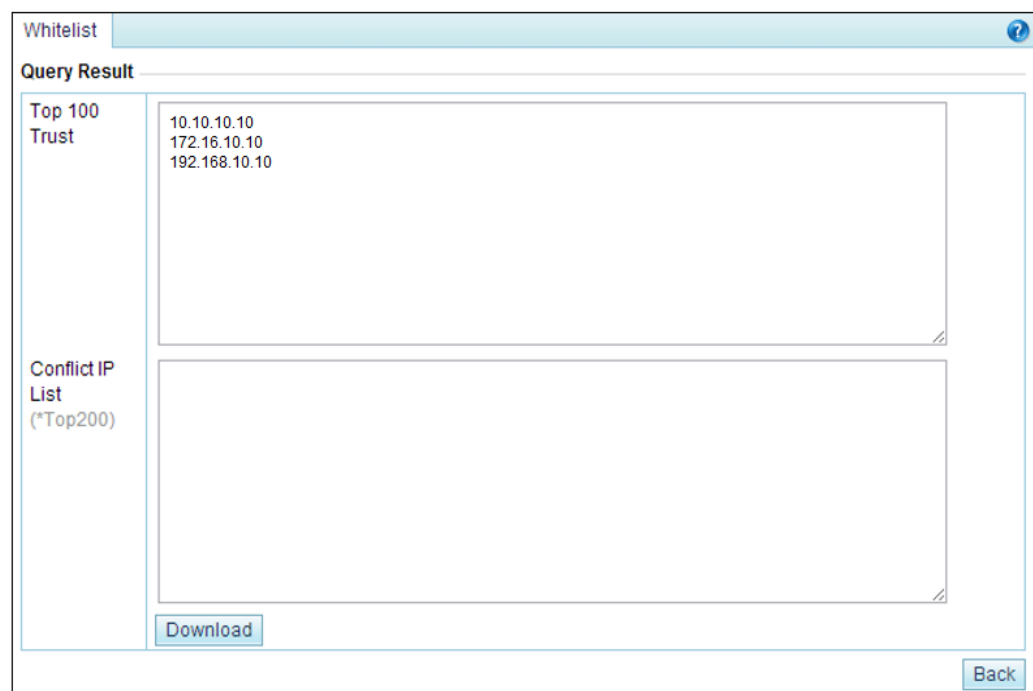 Whitelist
?
Query Result
Top 100
Trust
10.10.10.10
172.16.10.10
192.168.10.10
Conflict IP
List
(*Top200)
Download
Back